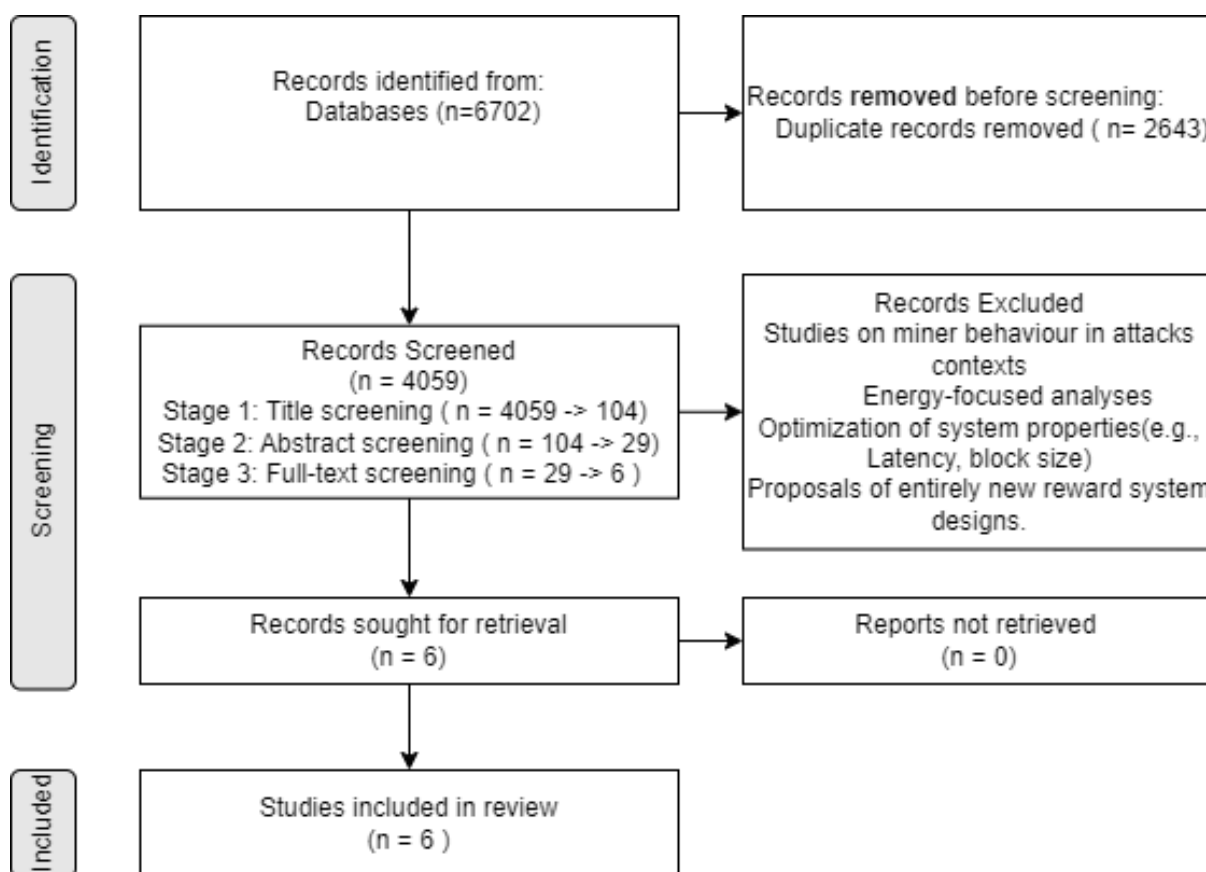 Identification
Records identified from:
Databases (n=6702)
Records removed before screening:
Duplicate records removed ( n= 2643)
Screening
Records Screened
(n = 4059)
Stage 1: Title screening ( n = 4059 -> 104)
Stage 2: Abstract screening ( n = 104 -> 29)
Stage 3: Full-text screening ( n = 29 -> 6 )
Records Excluded
Studies on miner behaviour in attacks
contexts
Energy-focused analyses
Optimization of system properties(e.g.,
Latency, block size)
Proposals of entirely new reward system
designs.
Records sought for retrieval
(n = 6)
Reports not retrieved
(n = 0)
Included
Studies included in review
(n = 6 )